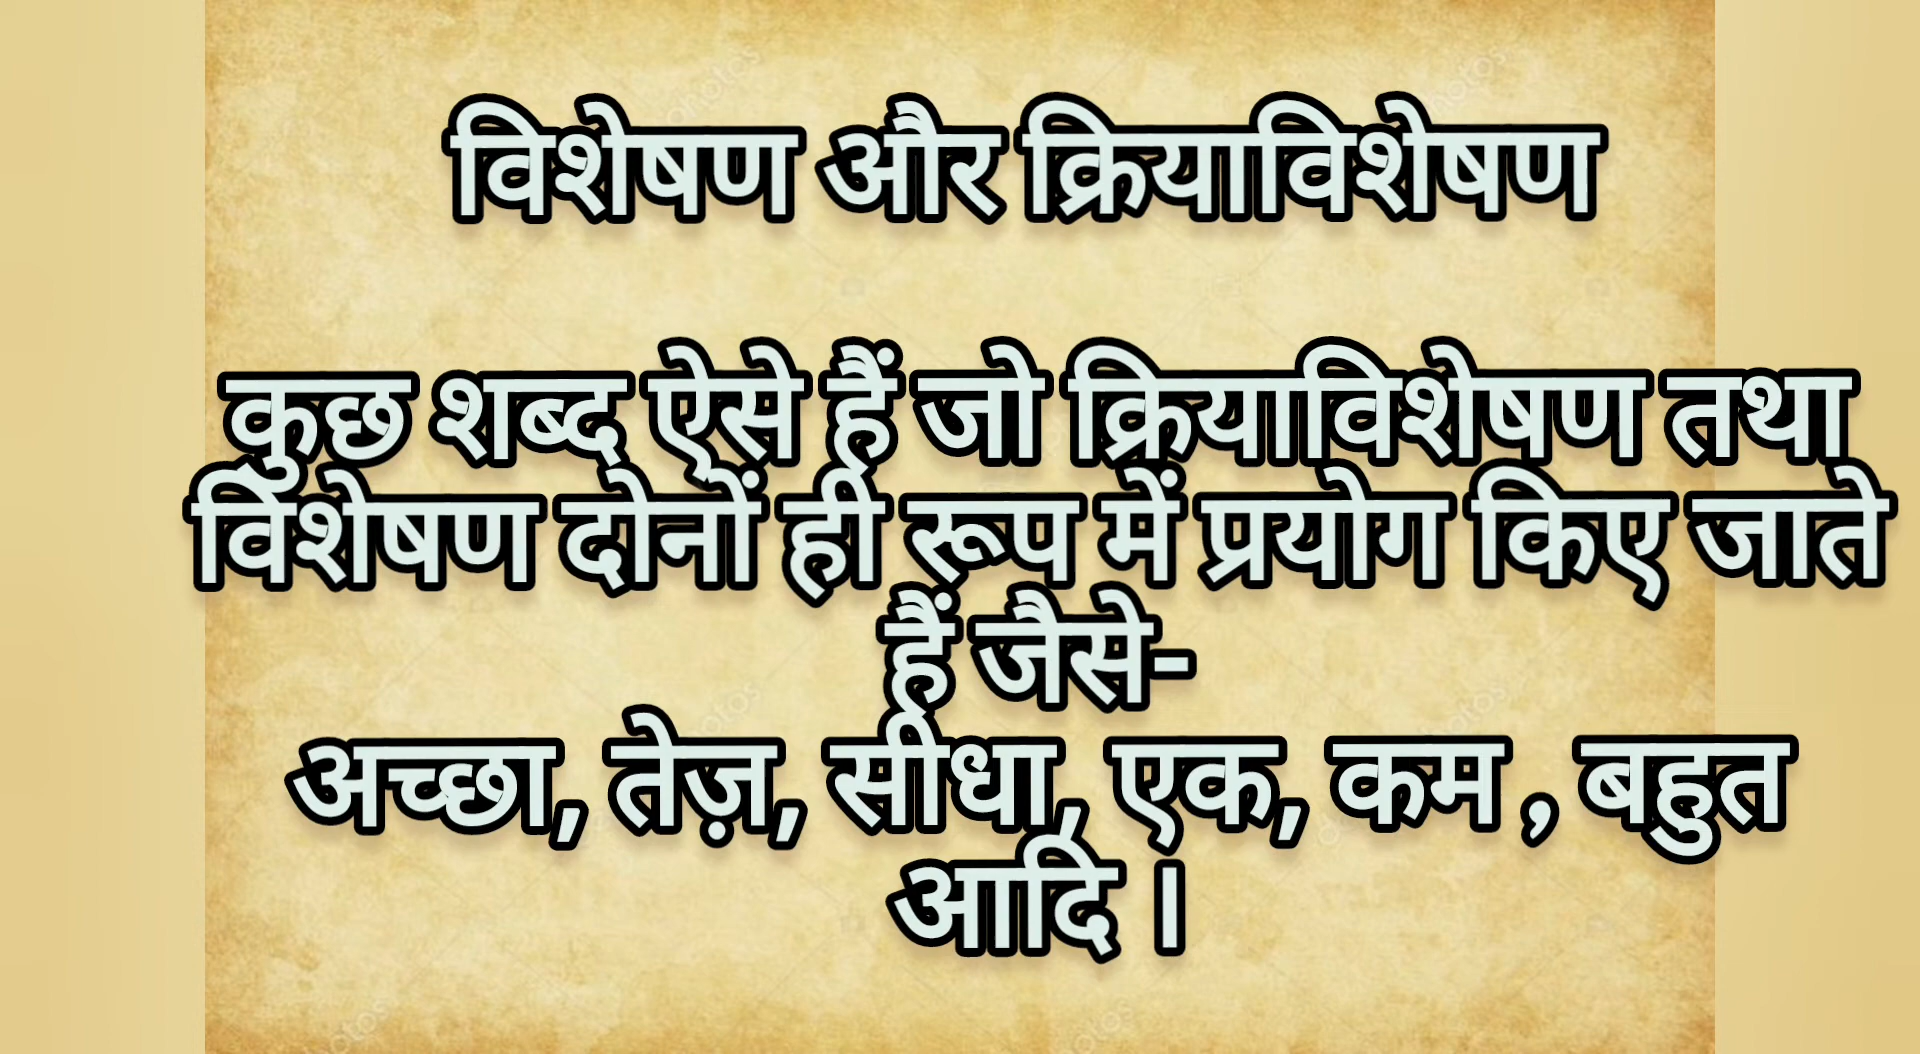 विशेषण और क्रियाविशेषण
कुछ शब्द ऐसे हैं जो क्रियाविशेषण तथा
विशेषण दोनों ही रूप में प्रयोग किए जाते
हैं जैसे-
अच्छा, तेज़, सीधा, एक, कम , बहुत
आदि ।